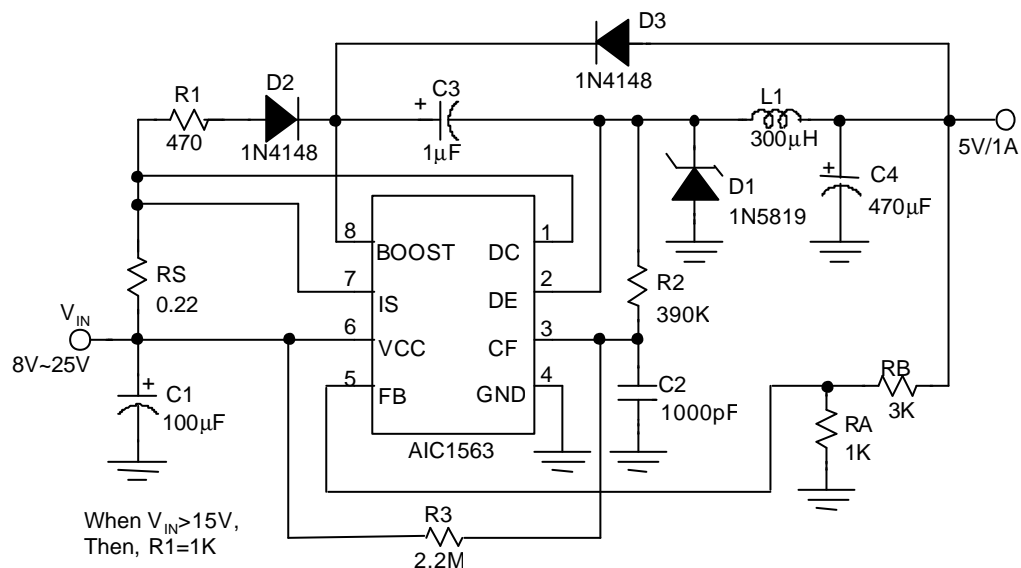 D3
1N4148
R1
470
D2
1N4148
C3
+
1μF
L1
300μH
5V/1A
D1
1N5819
+
C4
470μF
8
BOOST
DC
1
7
IS
DE
2
6
VCC
CF
3
5
FB
GND
4
AIC1563
RS
0.22
VIN
8V~25V
+
C1
100μF
R2
390K
C2
1000pF
RB
3K
RA
1K
R3
2.2M
When VIN>15V,
Then, R1=1K